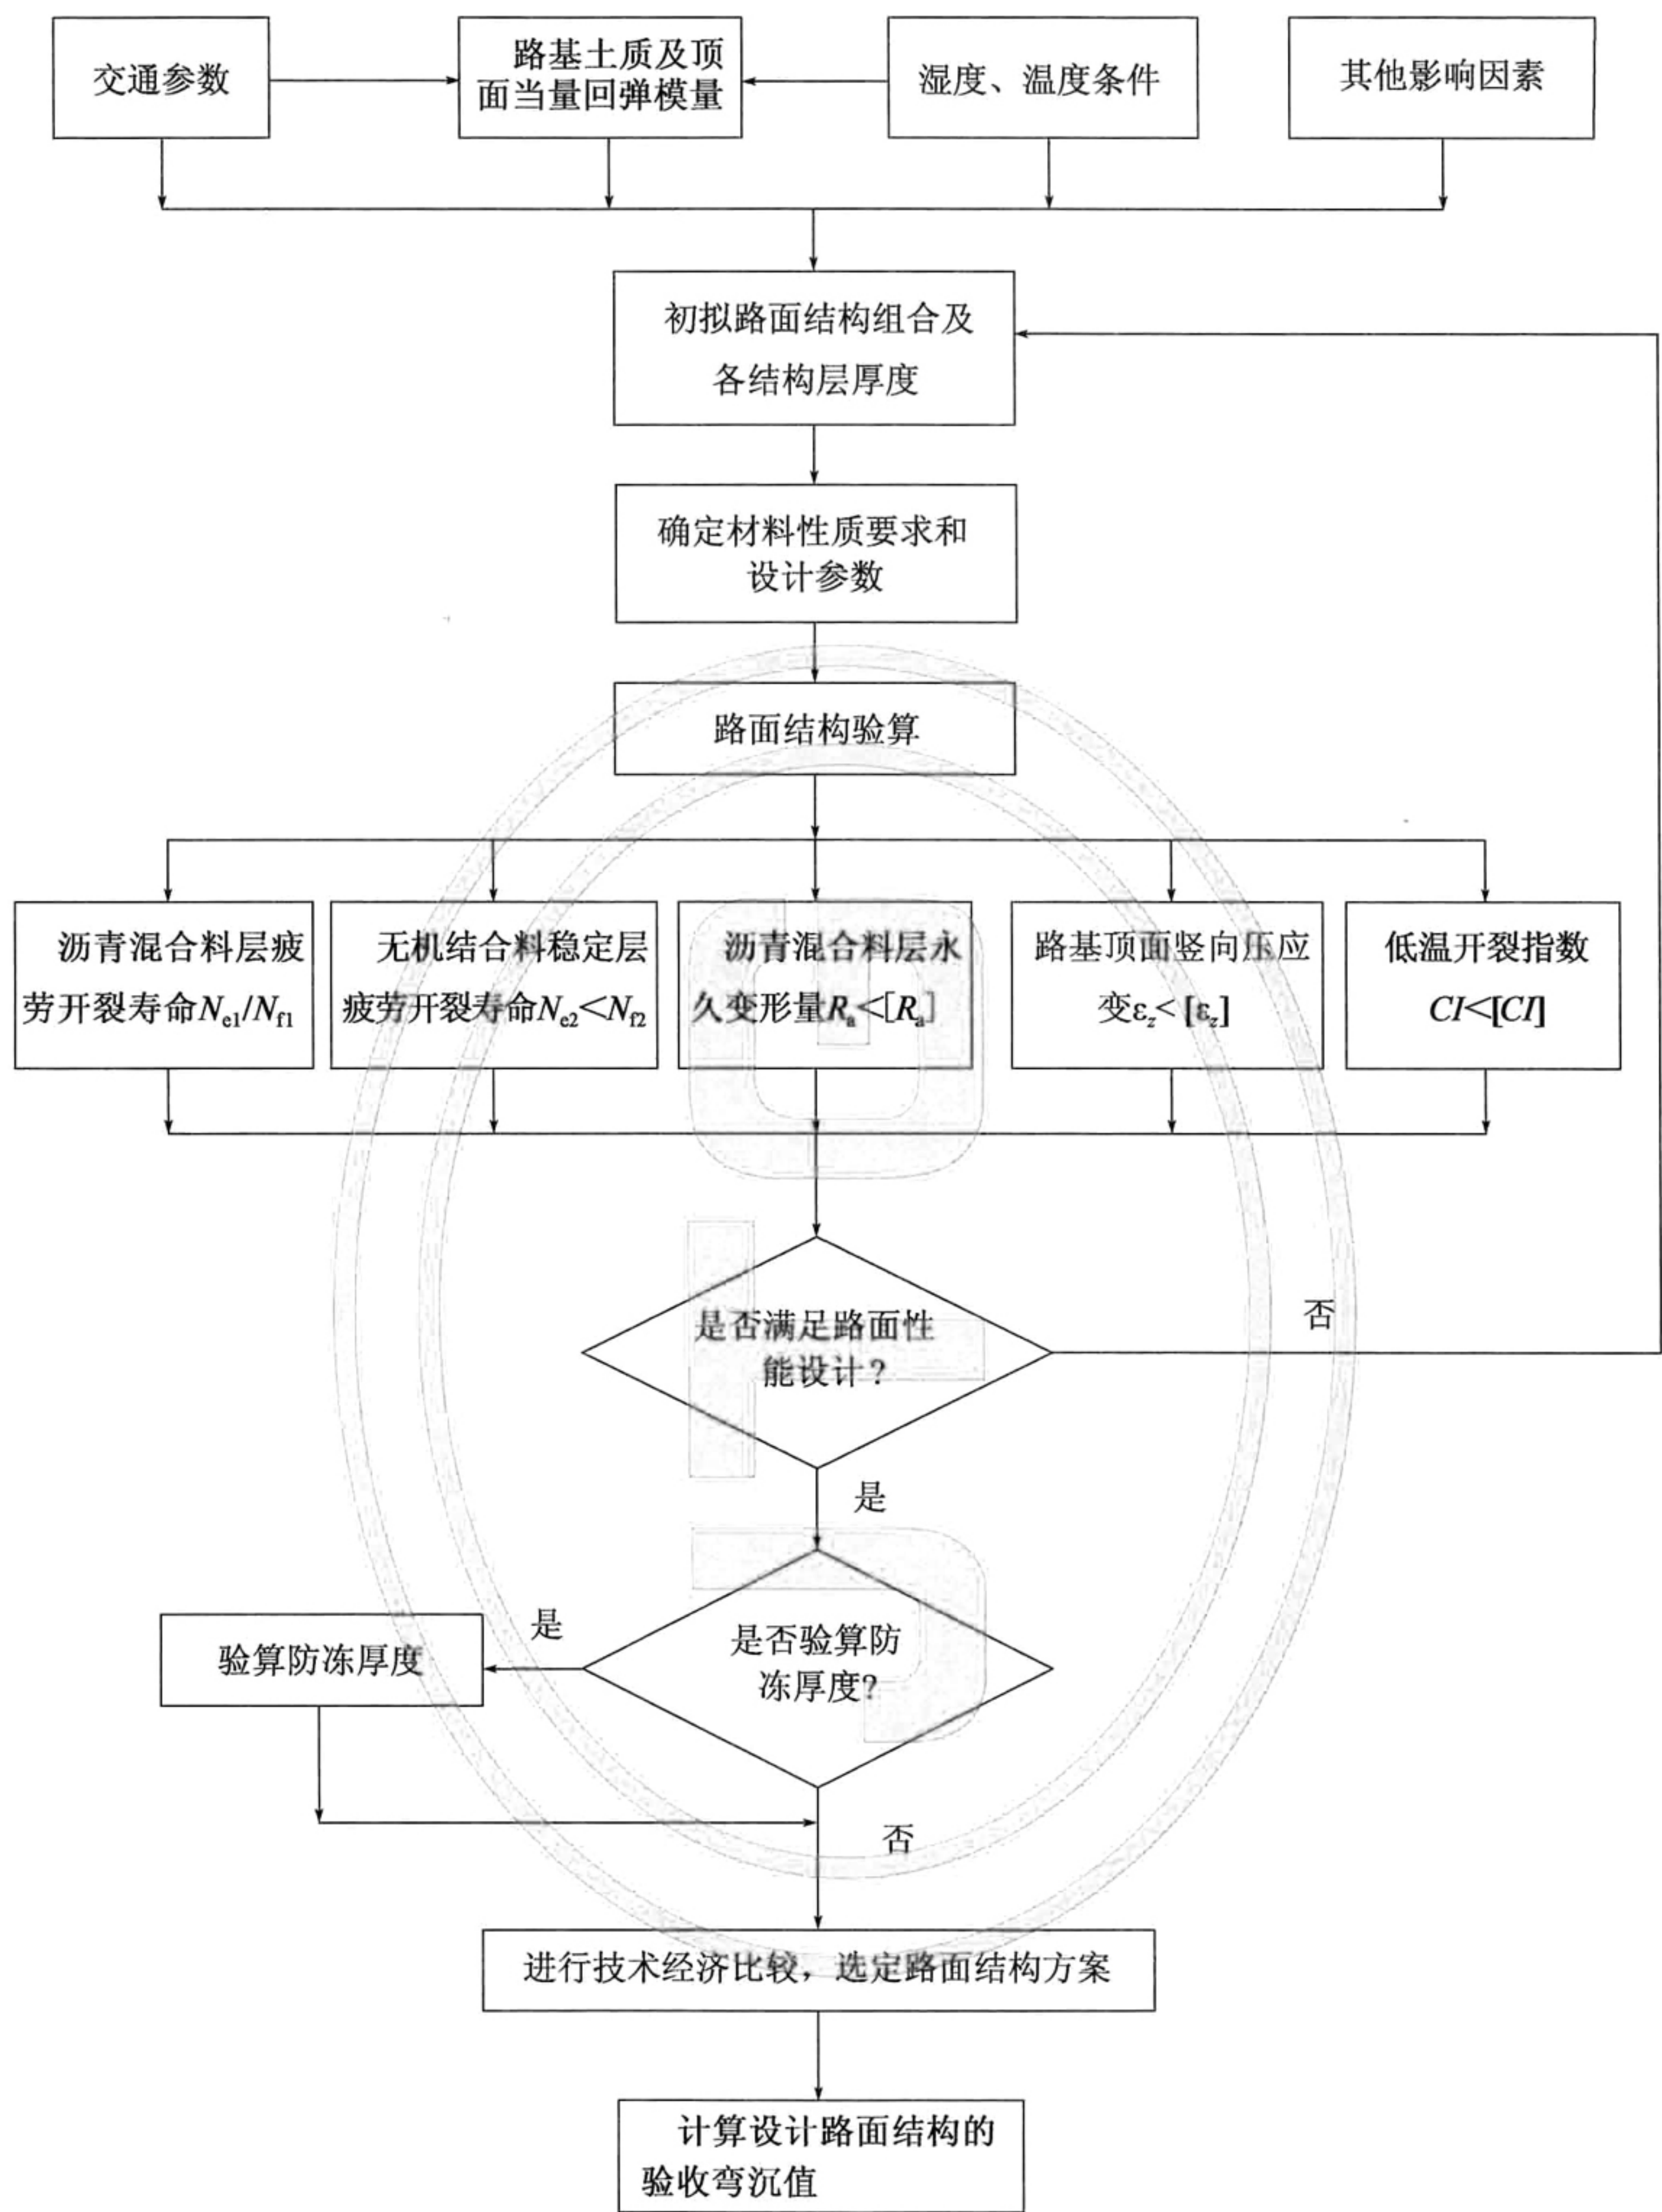 交通参数
路基土质及顶
面当量回弹模量
湿度、温度条件
其他影响因素
初拟路面结构组合及
各结构层厚度
确定材料性质要求和
设计参数
路面结构验算
沥青混合料层疲
劳开裂寿命Ne1/Nf1
无机结合料稳定层
疲劳开裂寿命Ne2<Nf2
沥青混合料层永
久变形量Ra<[Ra]
路基顶面竖向压应
变εz<[εz]
低温开裂指数
CI<[CI]
是否满足路面性
能设计?
否
是
是否验算防
冻厚度?
是
验算防冻厚度
否
进行技术经济比较，选定路面结构方案
计算设计路面结构的
验收弯沉值